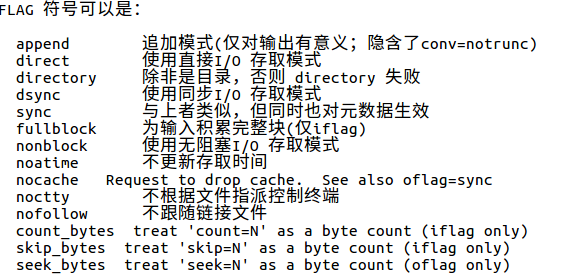 FLAG 符号可以是：
append 追加模式(仅对输出有意义；隐含了conv=notrunc)
direct 使用直接I/O 存取模式
directory 除非是目录，否则 directory 失败
dsync 使用同步I/O 存取模式
sync 与上者类似，但同时也对元数据生效
fullblock 为输入积累完整块(仅iflag)
nonblock 使用无阻塞I/O 存取模式
noatime 不更新存取时间
nocache Request to drop cache. See also oflag=sync
noctty 不根据文件指派控制终端
nofollow 不跟随链接文件
count_bytes treat 'count=N' as a byte count (iflag only)
skip_bytes treat 'skip=N' as a byte count (iflag only)
seek_bytes treat 'seek=N' as a byte count (oflag only)